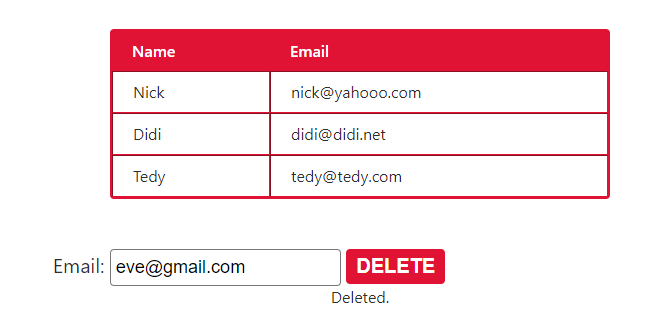 Name Email
Nick nick@yahooo.com
Didi didi@didi.net
Tedy tedy@tedy.com
Email: eve@gmail.com DELETE
Deleted.